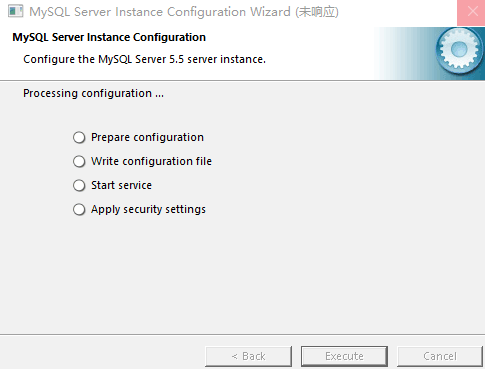 MySQL Server Instance Configuration Wizard (未响应)
MySQL Server Instance Configuration
Configure the MySQL Server 5.5 server instance.
Processing configuration ...
Prepare configuration
Write configuration file
Start service
Apply security settings
< Back
Execute
Cancel